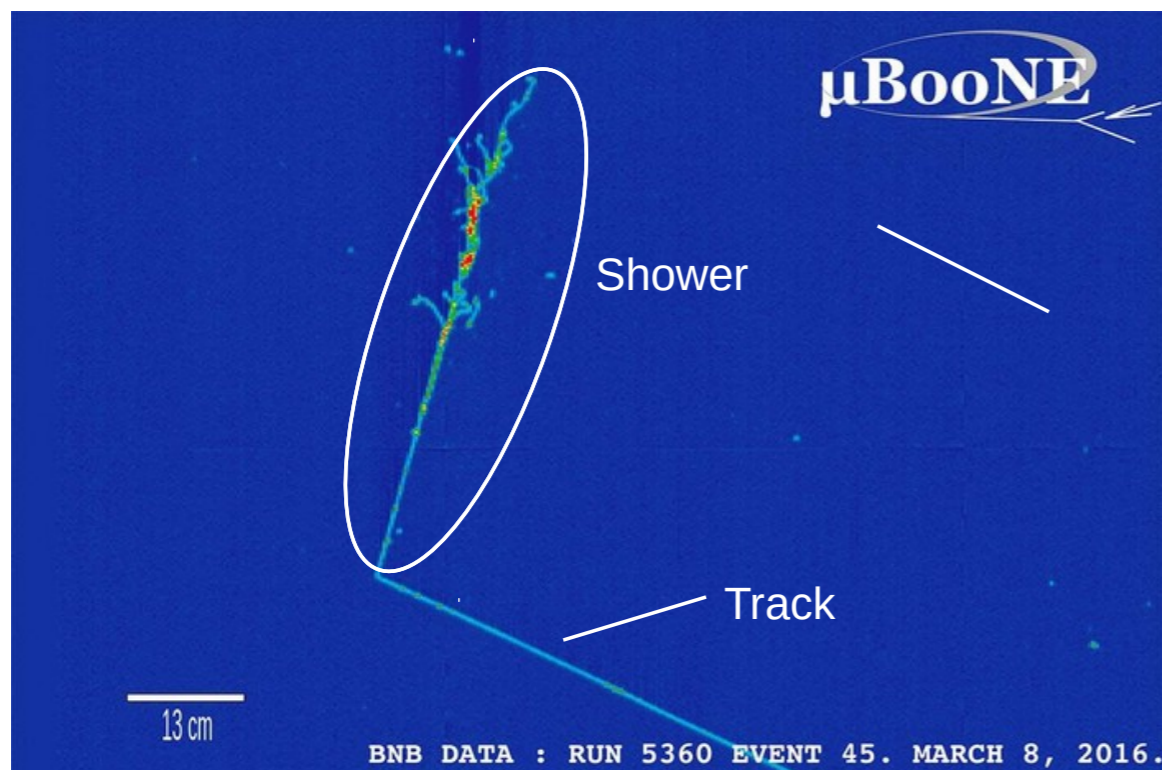 µBooNE
Shower
Track
13 cm
BNB DATA : RUN 5360 EVENT 45. MARCH 8, 2016.